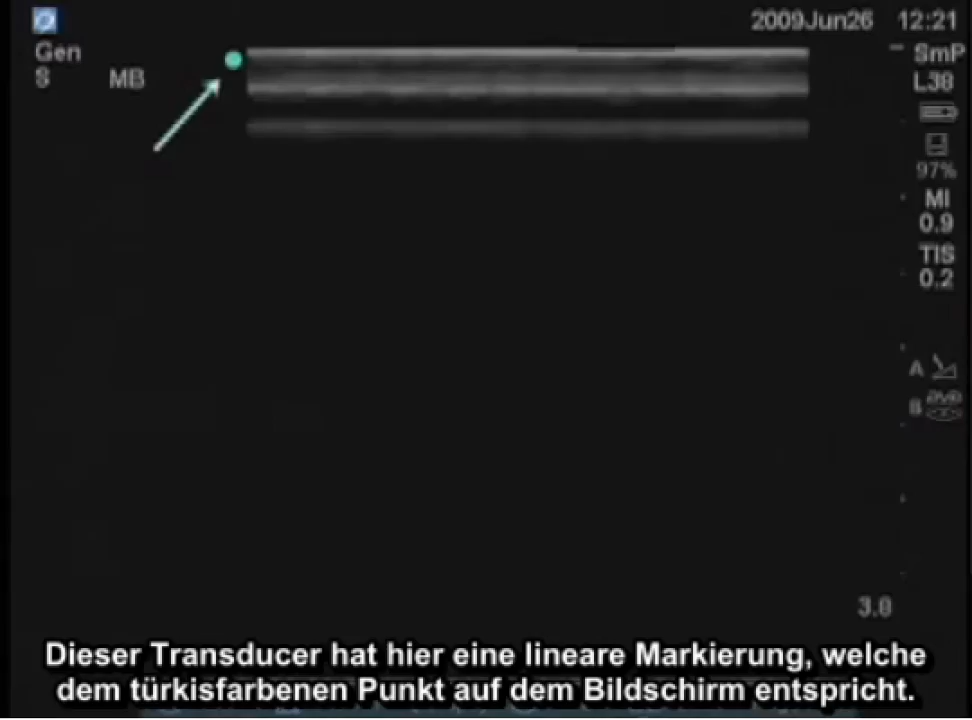 2009Jun26 12:21
Gen
S MB
SmP
L38
97%
MI
0.9
TIS
0.2
A
B DVD
3.8
Dieser Transducer hat hier eine lineare Markierung, welche
dem türkisfarbenen Punkt auf dem Bildschirm entspricht.